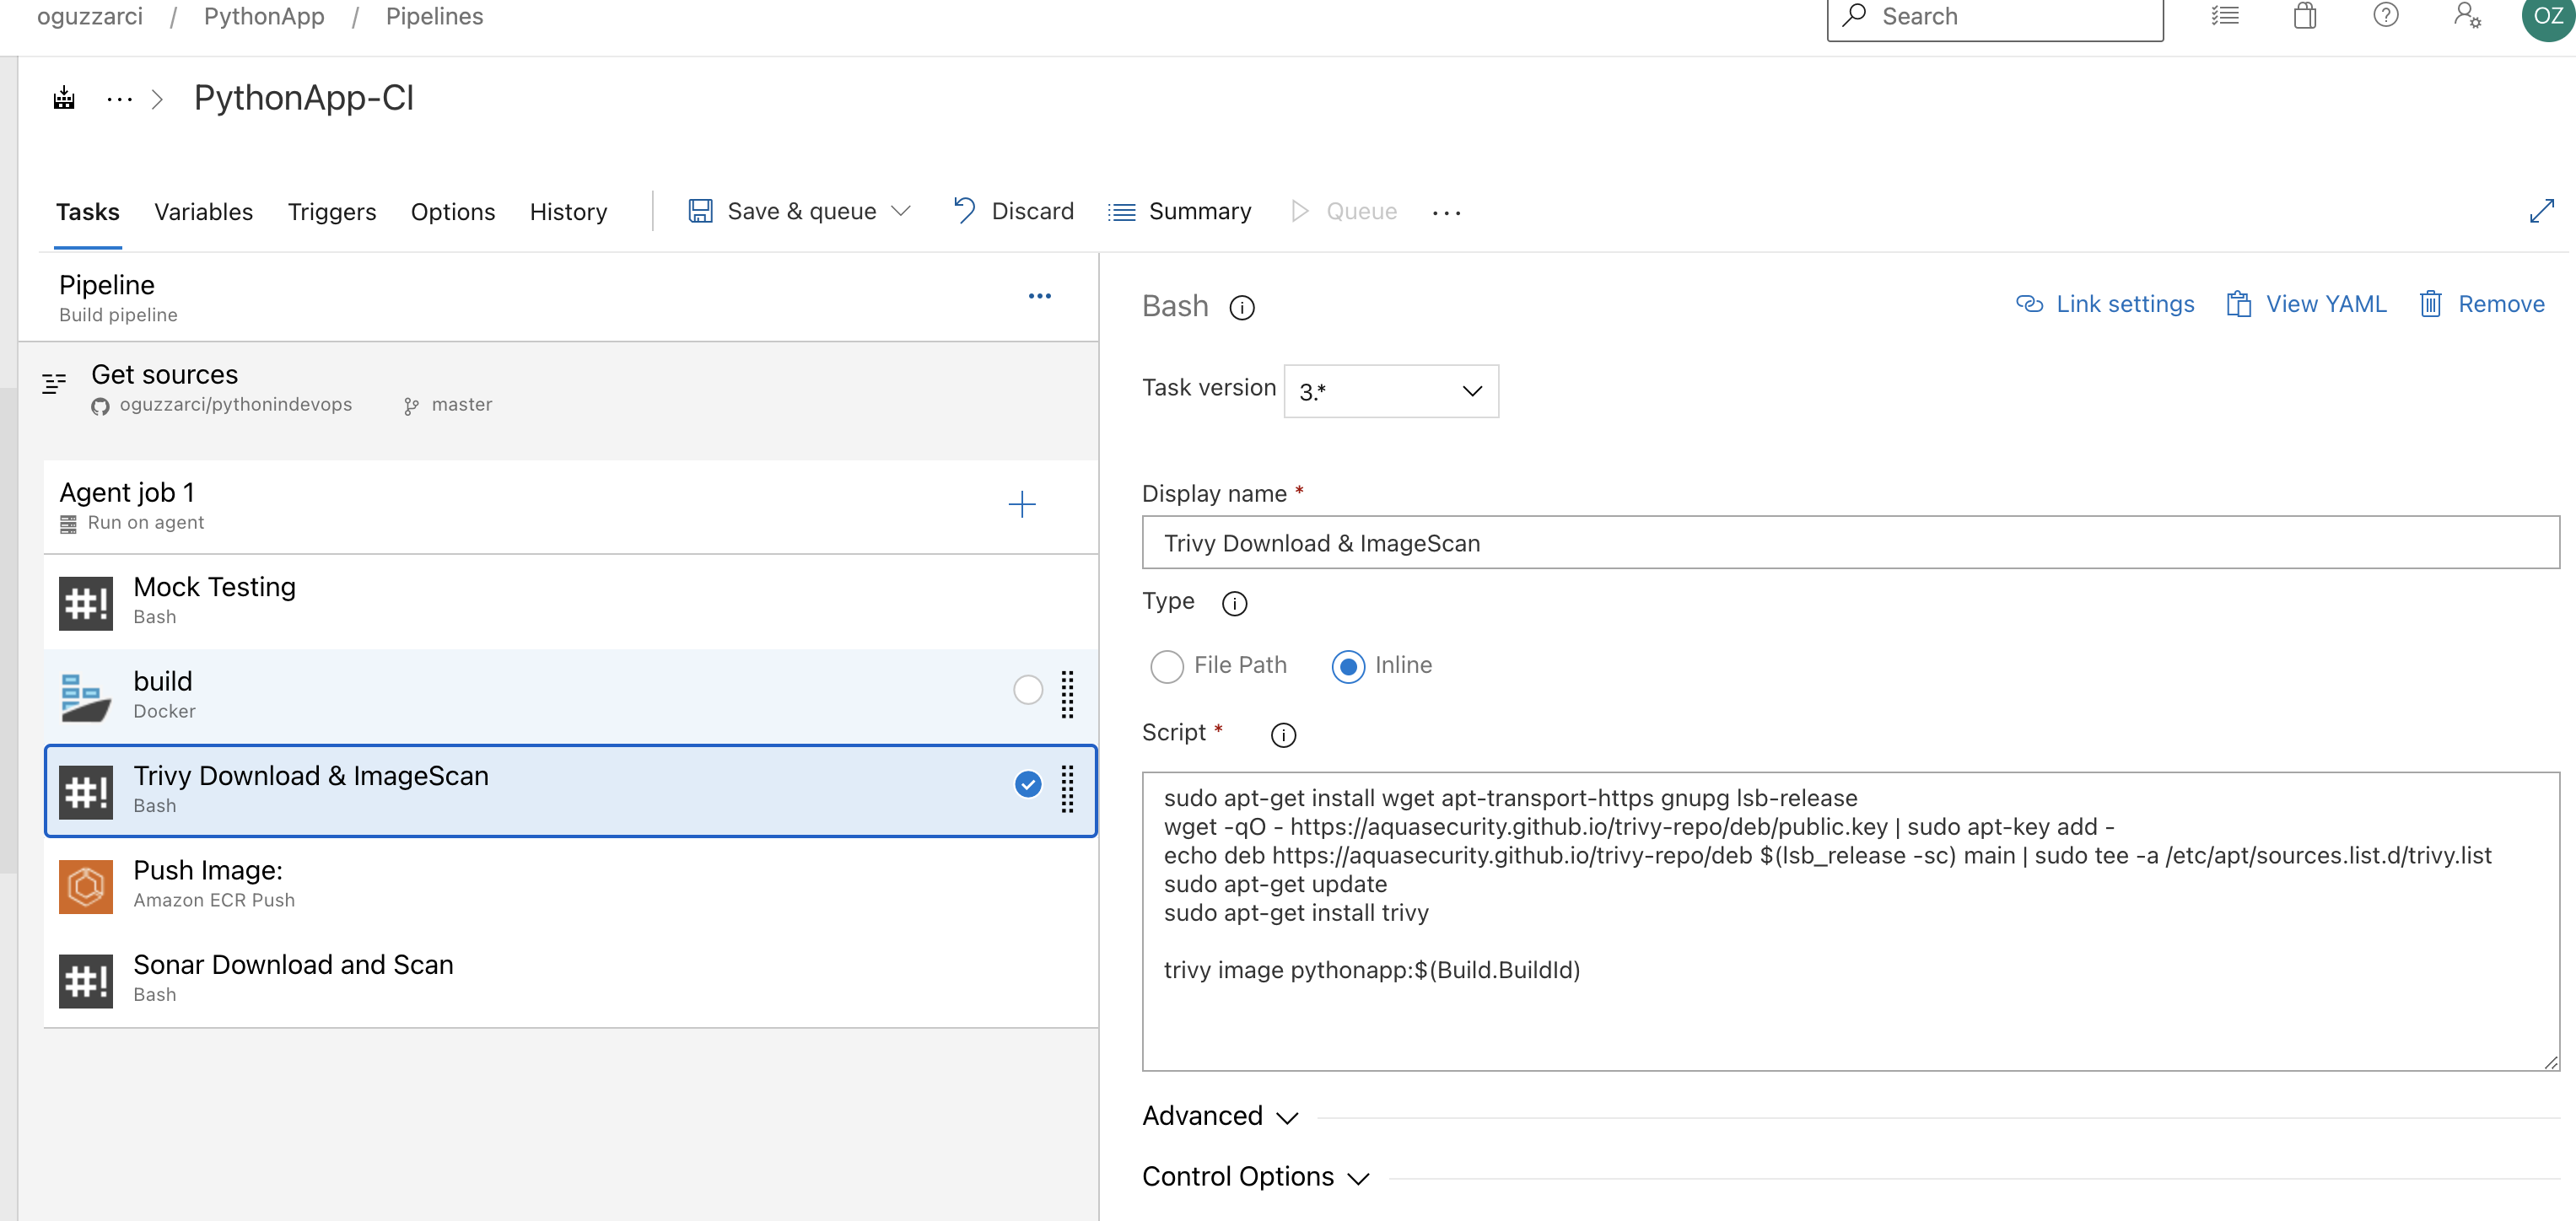 oguzzarci / PythonApp / Pipelines
Search
OZ
... > PythonApp-CI
Tasks Variables Triggers Options History Save & queue Discard Summary Queue ...
Pipeline
Build pipeline
Get sources
oguzzarci/pythonindevops master
Agent job 1
Run on agent
#! Mock Testing
Bash
build
Docker
#! Trivy Download & ImageScan
Bash
Push Image:
Amazon ECR Push
#! Sonar Download and Scan
Bash
Bash
Link settings View YAML Remove
Task version 3.*
Display name *
Trivy Download & ImageScan
Type
File Path Inline
Script *
sudo apt-get install wget apt-transport-https gnupg lsb-release
wget -qO - https://aquasecurity.github.io/trivy-repo/deb/public.key | sudo apt-key add -
echo deb https://aquasecurity.github.io/trivy-repo/deb $(lsb_release -sc) main | sudo tee -a /etc/apt/sources.list.d/trivy.list
sudo apt-get update
sudo apt-get install trivy
trivy image pythonapp:$(Build.BuildId)
Advanced
Control Options